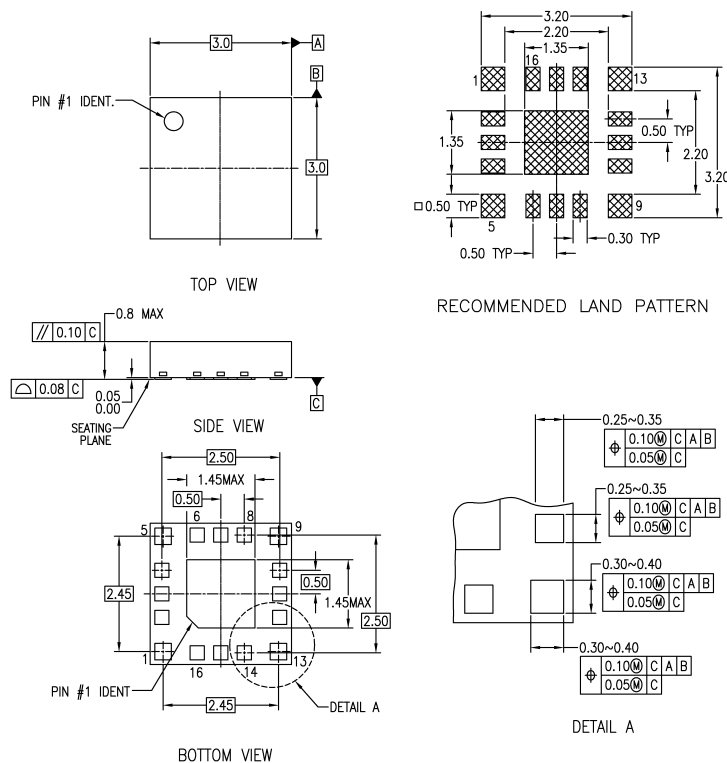 3.0
A
B
PIN #1 IDENT.
3.0
TOP VIEW
3.20
2.20
1.35
1
16
13
1.35
0.50 TYP
2.20
3.20
□0.50 TYP
5
9
0.30 TYP
0.50 TYP
RECOMMENDED LAND PATTERN
0.8 MAX
// 0.10 C
⌓ 0.08 C
0.05
0.00
C
SEATING
PLANE
SIDE VIEW
2.50
1.45MAX
0.50
5
6
8
9
2.45
0.50
1.45MAX
2.50
1
16
14
13
PIN #1 IDENT
2.45
DETAIL A
BOTTOM VIEW
0.25~0.35
⌖ 0.10Ⓜ C A B
0.05Ⓜ C
0.25~0.35
⌖ 0.10Ⓜ C A B
0.05Ⓜ C
0.30~0.40
⌖ 0.10Ⓜ C A B
0.05Ⓜ C
0.30~0.40
⌖ 0.10Ⓜ C A B
0.05Ⓜ C
DETAIL A